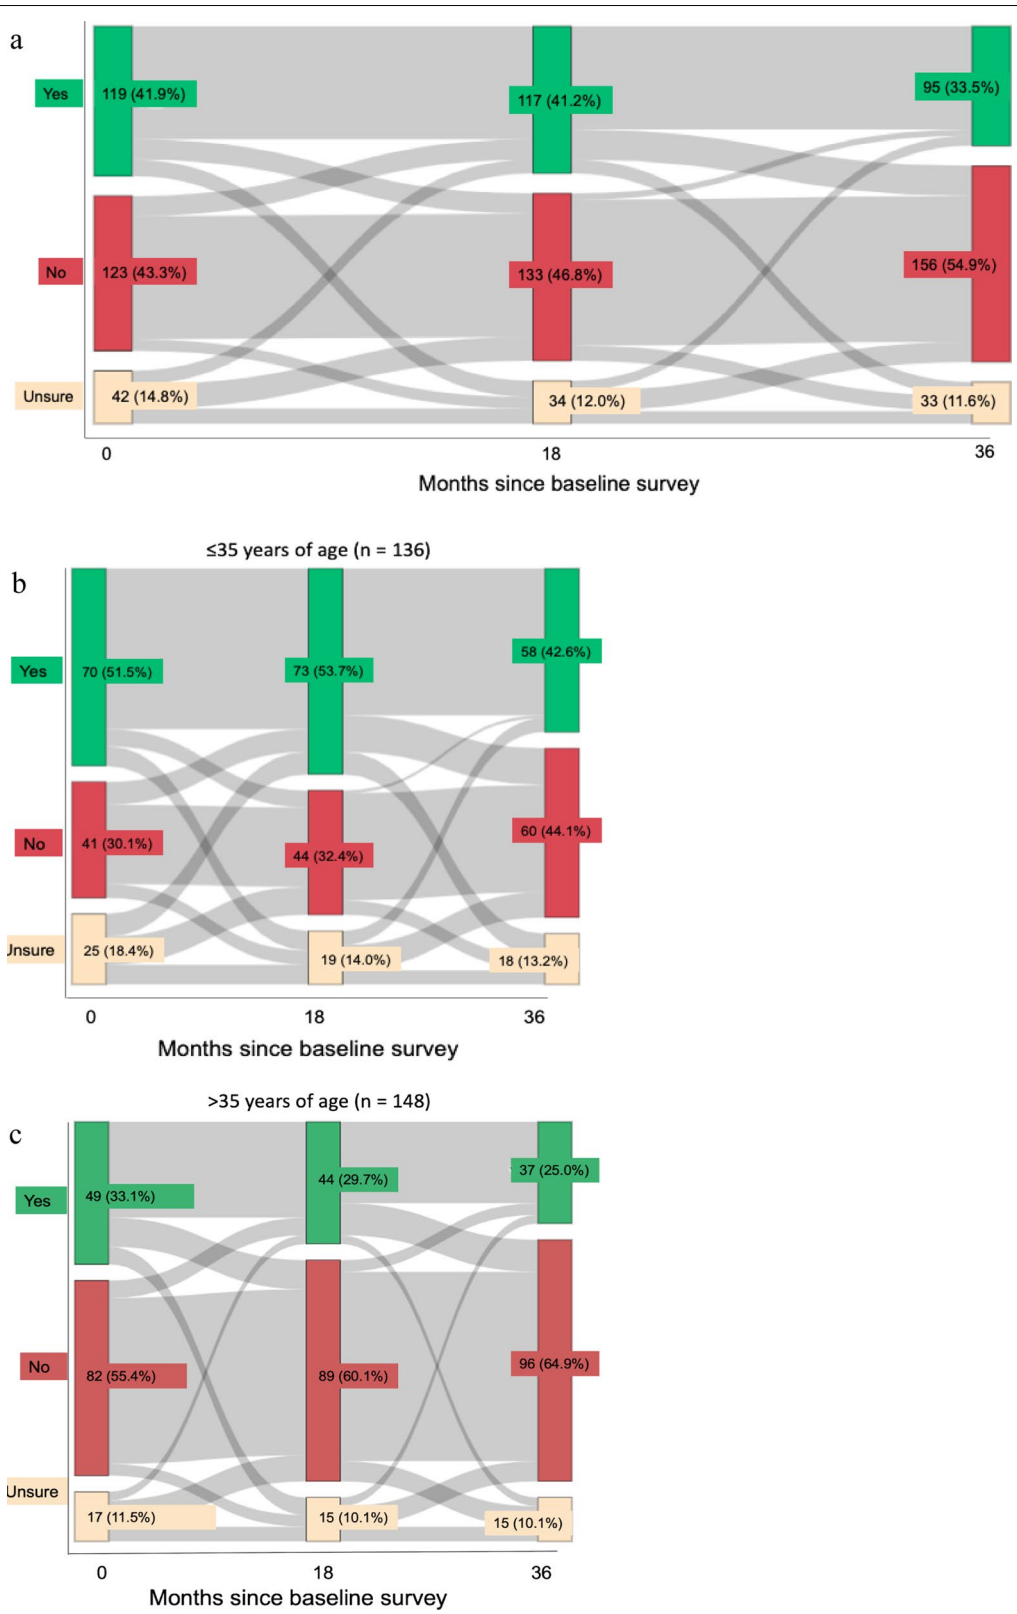 a
Yes
119 (41.9%)
117 (41.2%)
95 (33.5%)
No
123 (43.3%)
133 (46.8%)
156 (54.9%)
Unsure
42 (14.8%)
34 (12.0%)
33 (11.6%)
0
18
36
Months since baseline survey
≤35 years of age (n = 136)
b
Yes
70 (51.5%)
73 (53.7%)
58 (42.6%)
No
41 (30.1%)
44 (32.4%)
60 (44.1%)
Unsure
25 (18.4%)
19 (14.0%)
18 (13.2%)
0
18
36
Months since baseline survey
>35 years of age (n = 148)
c
Yes
49 (33.1%)
44 (29.7%)
37 (25.0%)
No
82 (55.4%)
89 (60.1%)
96 (64.9%)
Unsure
17 (11.5%)
15 (10.1%)
15 (10.1%)
0
18
36
Months since baseline survey